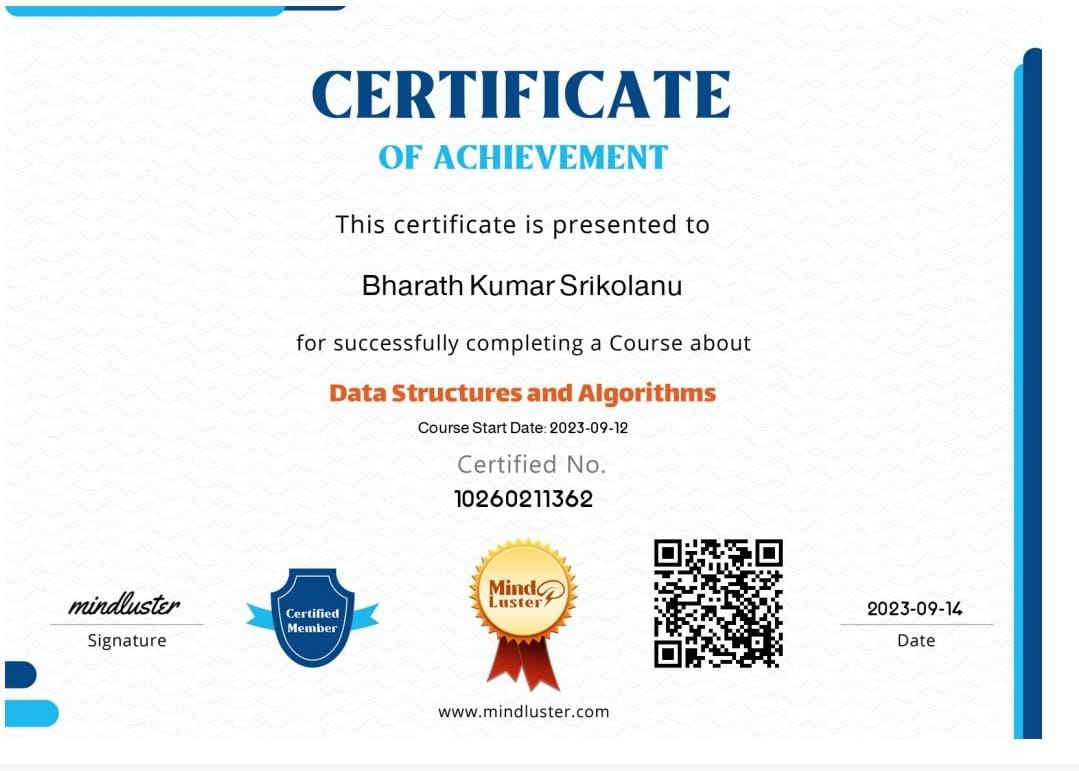 CERTIFICATE
OF ACHIEVEMENT
This certificate is presented to
Bharath Kumar Srikolanu
for successfully completing a Course about
Data Structures and Algorithms
Course Start Date: 2023-09-12
Certified No.
10260211362
mindluster
Signature
Certified
Member
Mind
Luster
2023-09-14
Date
www.mindluster.com